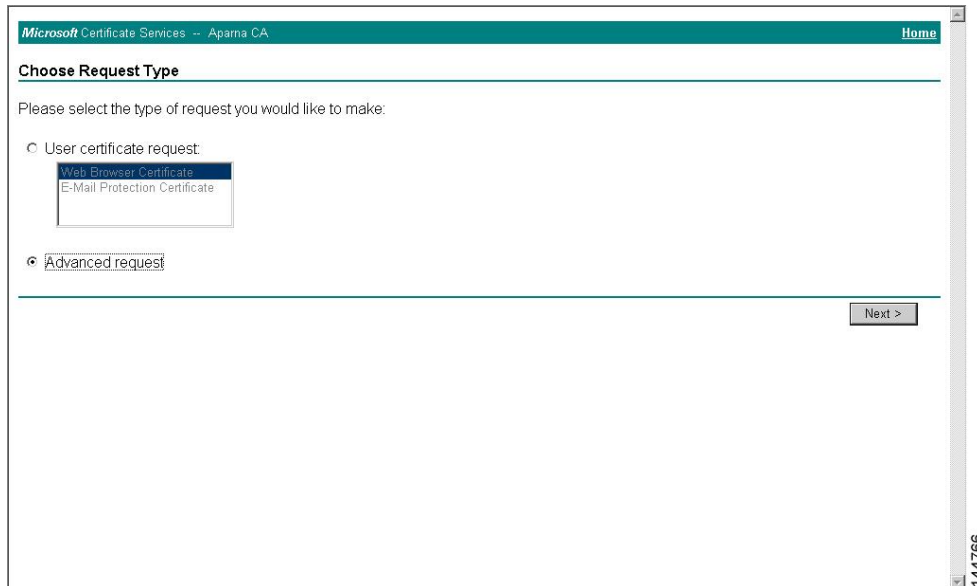 Microsoft Certificate Services -- Aparna CA Home
Choose Request Type
Please select the type of request you would like to make:
User certificate request:
Web Browser Certificate
E-Mail Protection Certificate
Advanced request
Next >